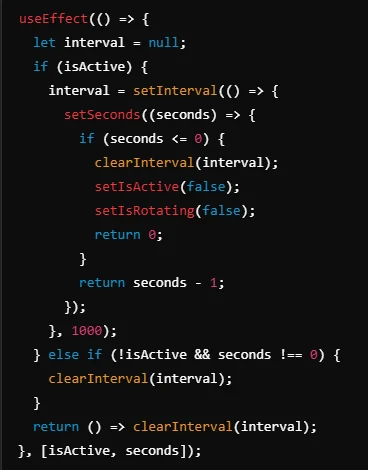 useEffect(() => {
  let interval = null;
  if (isActive) {
    interval = setInterval(() => {
      setSeconds((seconds) => {
        if (seconds <= 0) {
          clearInterval(interval);
          setIsActive(false);
          setIsRotating(false);
          return 0;
        }
        return seconds - 1;
      });
    }, 1000);
  } else if (!isActive && seconds !== 0) {
    clearInterval(interval);
  }
  return () => clearInterval(interval);
}, [isActive, seconds]);